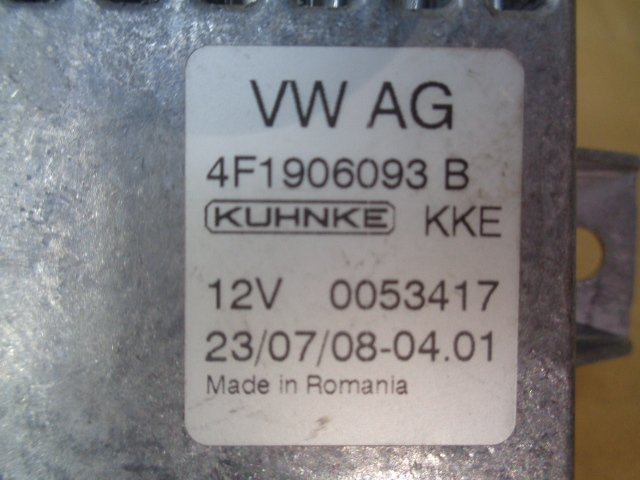 VW AG
4F1906093 B
KUHNKE KKE
12V 0053417
23/07/08-04.01
Made in Romania